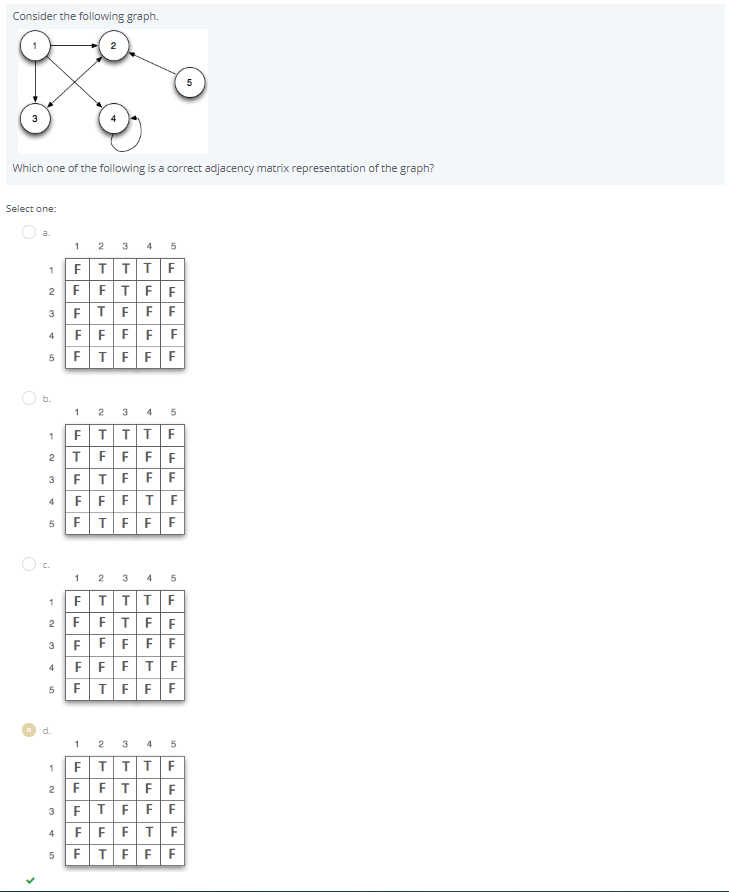 Consider the following graph.
1 2
5
3 4
Which one of the following is a correct adjacency matrix representation of the graph?
Select one:
a.
1 2 3 4 5
1 F T T T F
2 F F T F F
3 F T F F F
4 F F F F F
5 F T F F F
b.
1 2 3 4 5
1 F T T T F
2 T F F F F
3 F T F F F
4 F F F T F
5 F T F F F
c.
1 2 3 4 5
1 F T T T F
2 F F T F F
3 F F F F F
4 F F F T F
5 F T F F F
d.
1 2 3 4 5
1 F T T T F
2 F F T F F
3 F T F F F
4 F F F T F
5 F T F F F